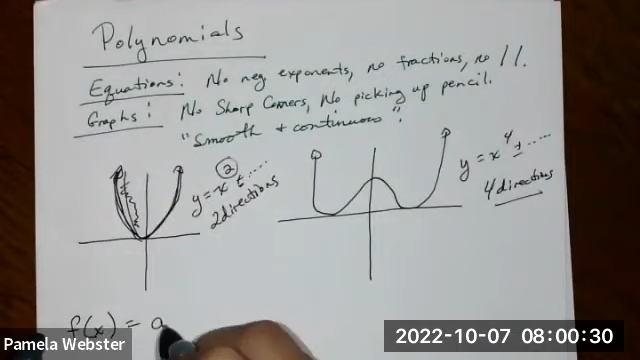 Polynomials
Equations: No neg exponents, no fractions, no //.
Graphs: No Sharp Corners, No picking up pencil.
"Smooth + continuous".
y = x² ± .....
2 directions
y = x⁴ ± .....
4 directions
f(x) = a
Pamela Webster
2022-10-07 08:00:30